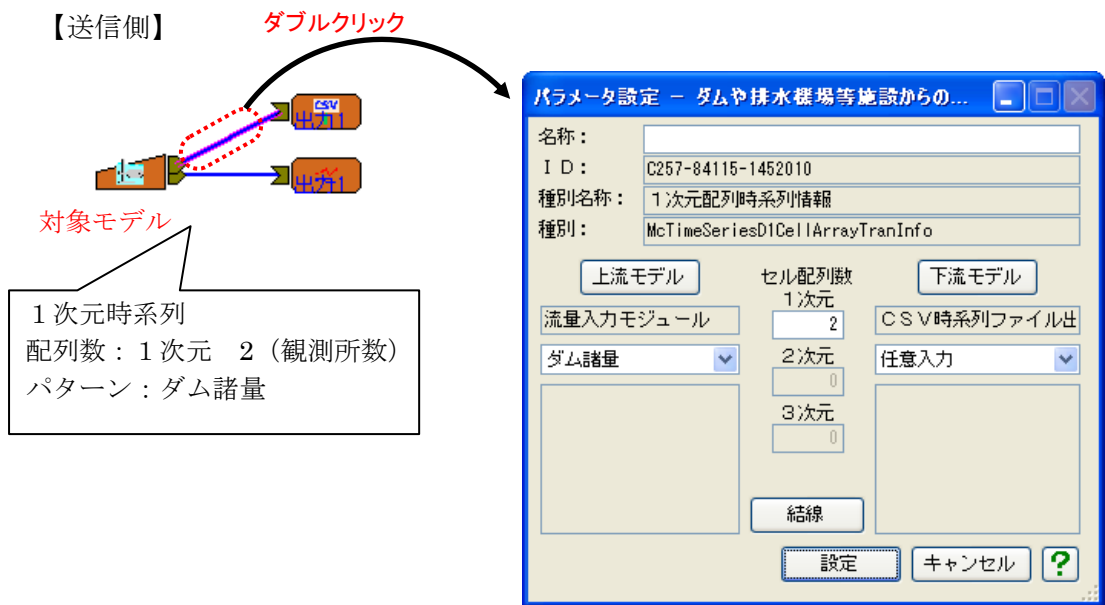 【送信側】
ダブルクリック
CSV
出力1
出力1
対象モデル
1次元時系列
配列数:1次元 2(観測所数)
パターン:ダム諸量
パラメータ設定 - ダムや排水機場等施設からの...
名称:
ID: C257-84115-1452010
種別名称: 1次元配列時系列情報
種別: McTimeSeriesD1CellArrayTranInfo
上流モデル セル配列数 下流モデル
1次元
流量入力モジュール 2 CSV時系列ファイル出
ダム諸量 2次元 任意入力
0
3次元
0
結線
設定 キャンセル ?